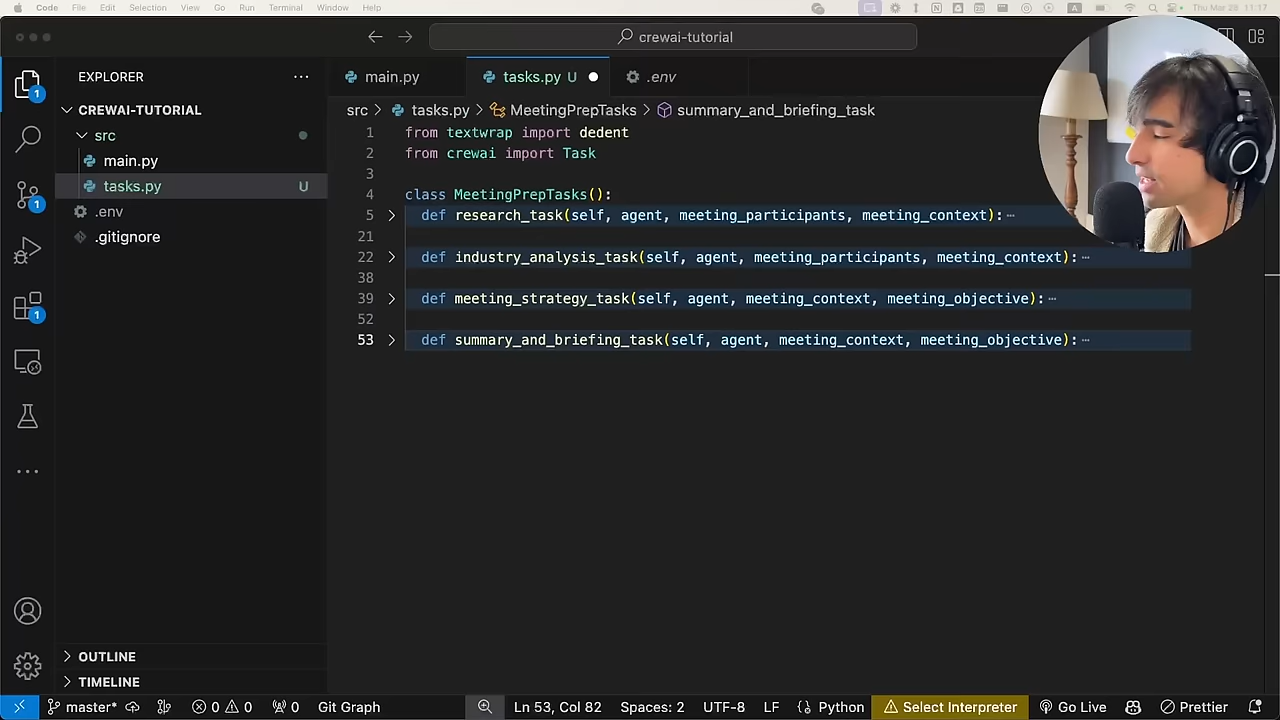 Code File Edit Selection View Go Run Terminal Window Help Thu Mar 28 11:17
crewai-tutorial
EXPLORER
main.py
tasks.py U
.env
CREWAI-TUTORIAL
src > tasks.py > MeetingPrepTasks > summary_and_briefing_task
src
main.py
tasks.py U
.env
.gitignore
1 from textwrap import dedent
2 from crewai import Task
3
4 class MeetingPrepTasks():
5 def research_task(self, agent, meeting_participants, meeting_context):…
21
22 def industry_analysis_task(self, agent, meeting_participants, meeting_context):…
38
39 def meeting_strategy_task(self, agent, meeting_context, meeting_objective):…
52
53 def summary_and_briefing_task(self, agent, meeting_context, meeting_objective):…
1
1
1
OUTLINE
TIMELINE
master* 0 0 0 Git Graph Ln 53, Col 82 Spaces: 2 UTF-8 LF Python Select Interpreter Go Live Prettier